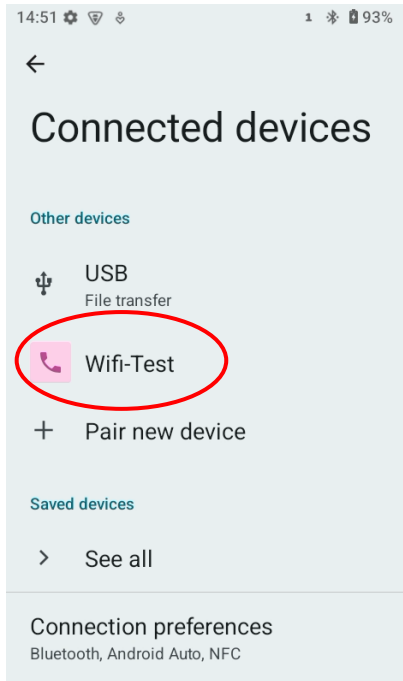 14:51 1 93%
Connected devices
Other devices
USB
File transfer
Wifi-Test
Pair new device
Saved devices
See all
Connection preferences
Bluetooth, Android Auto, NFC